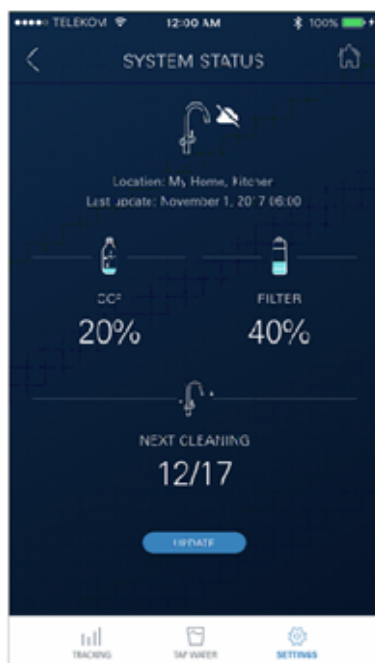 TELEKOM 12:00 AM 100%
SYSTEM STATUS
Location: My Home, Kitchen
Last update: November 1, 2017 06:00
CO² FILTER
20% 40%
NEXT CLEANING
12/17
UPDATE
TRACKING TAP WATER SETTINGS